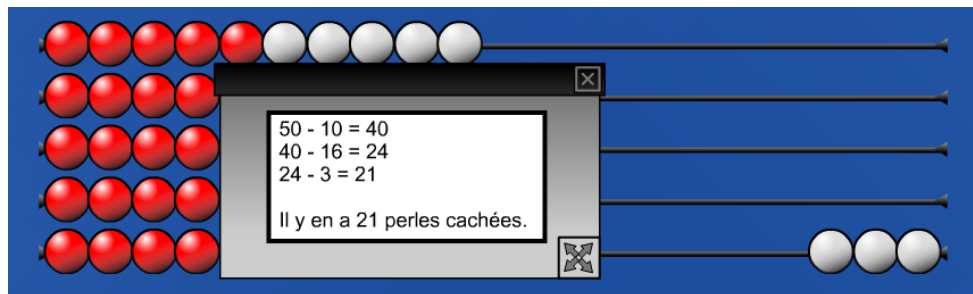 50 - 10 = 40
40 - 16 = 24
24 - 3 = 21
Il y en a 21 perles cachées.